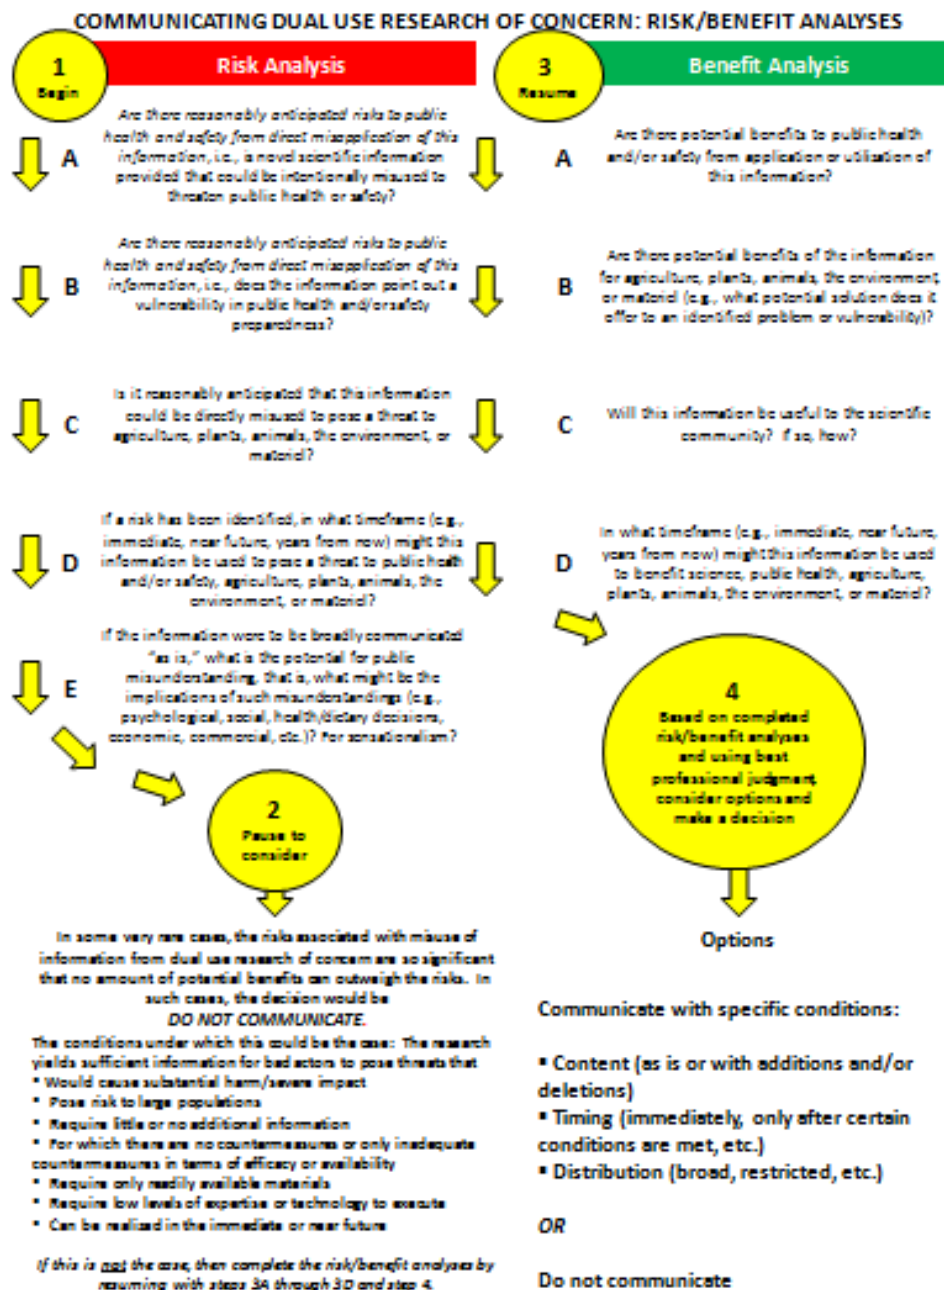 COMMUNICATING DUAL USE RESEARCH OF CONCERN: RISK/BENEFIT ANALYSES
1
Begin
Risk Analysis
A
Are there reasonably anticipated risks to public
health and safety from direct misapplication of this
information, i.e., is novel scientific information
provided that could be intentionally misused to
threaten public health or safety?
B
Are there reasonably anticipated risks to public
health and safety from direct misapplication of this
information, i.e., does the information point out a
vulnerability in public health and/or safety
preparedness?
C
Is it reasonably anticipated that this information
could be directly misused to pose a threat to
agriculture, plants, animals, the environment, or
materiel?
D
If a risk has been identified, in what timeframe (e.g.,
immediate, near future, years from now) might this
information be used to pose a threat to public health
and/or safety, agriculture, plants, animals, the
environment, or materiel?
E
If the information were to be broadly communicated
“as is,” what is the potential for public
misunderstanding, that is, what might be the
implications of such misunderstandings (e.g.,
psychological, social, health/dietary decisions,
economic, commercial, etc.)? For sensationalism?
2
Pause to
consider
In some very rare cases, the risks associated with misuse of
information from dual use research of concern are so significant
that no amount of potential benefits can outweigh the risks. In
such cases, the decision would be
DO NOT COMMUNICATE.
The conditions under which this could be the case: The research
yields sufficient information for bad actors to pose threats that
▪ Would cause substantial harm/severe impact
▪ Pose risk to large populations
▪ Require little or no additional information
▪ For which there are no countermeasures or only inadequate
countermeasures in terms of efficacy or availability
▪ Require only readily available materials
▪ Require low levels of expertise or technology to execute
▪ Can be realized in the immediate or near future
If this is not the case, then complete the risk/benefit analyses by
resuming with steps 3A through 3D and step 4.
3
Resume
Benefit Analysis
A
Are there potential benefits to public health
and/or safety from application or utilization of
this information?
B
Are there potential benefits of the information
for agriculture, plants, animals, the environment,
or materiel (e.g., what potential solution does it
offer to an identified problem or vulnerability)?
C
Will this information be useful to the scientific
community? If so, how?
D
In what timeframe (e.g., immediate, near future,
years from now) might this information be used
to benefit science, public health, agriculture,
plants, animals, the environment, or materiel?
4
Based on completed
risk/benefit analyses
and using best
professional judgment,
consider options and
make a decision
Options
Communicate with specific conditions:
▪ Content (as is or with additions and/or
deletions)
▪ Timing (immediately, only after certain
conditions are met, etc.)
▪ Distribution (broad, restricted, etc.)
OR
Do not communicate